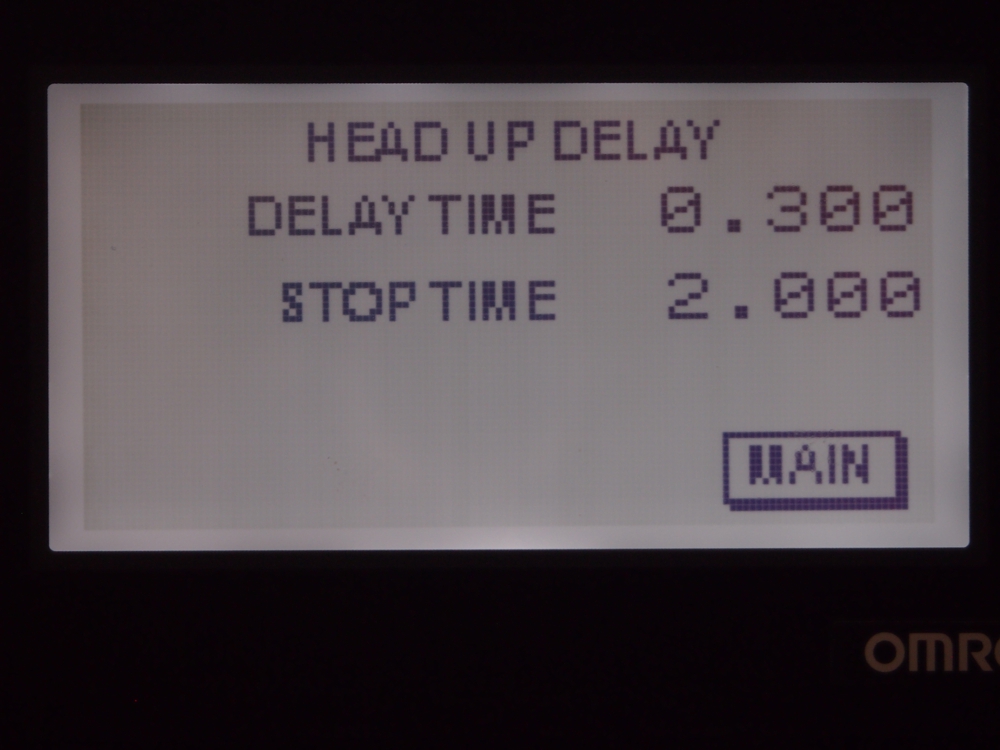 HEAD UP DELAY
DELAY TIME 0.300
STOP TIME 2.000
MAIN